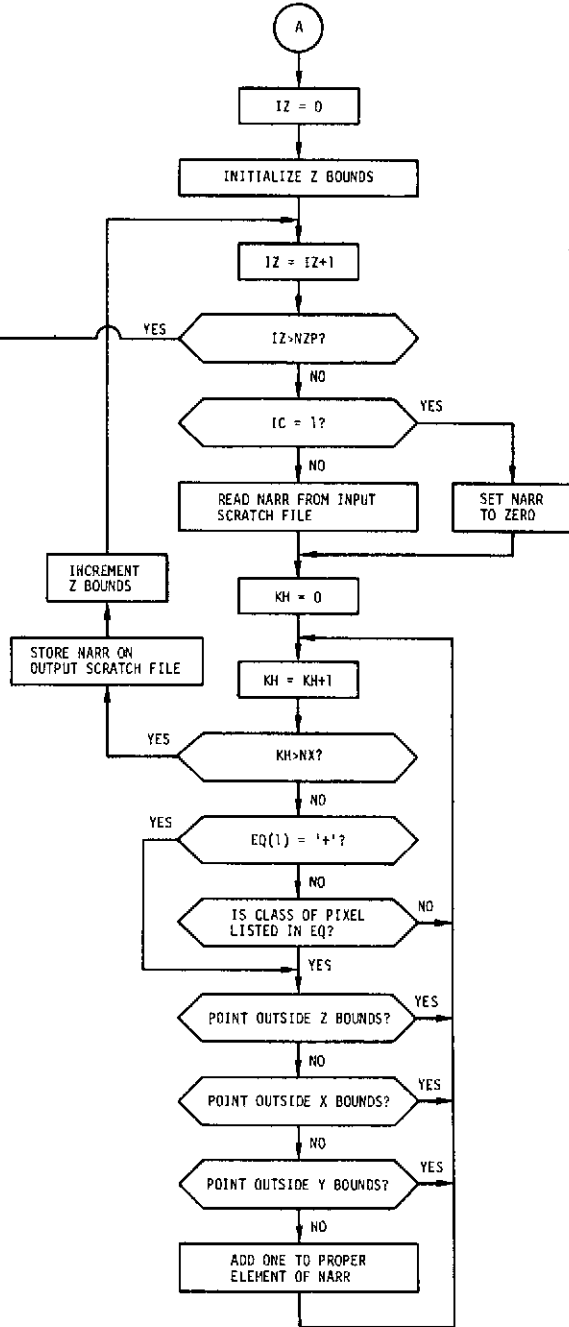 A
IZ = 0
INITIALIZE Z BOUNDS
IZ = IZ+1
YES
IZ>NZP?
NO
IC = 1?
YES
NO
READ NARR FROM INPUT
SCRATCH FILE
SET NARR
TO ZERO
INCREMENT
Z BOUNDS
KH = 0
STORE NARR ON
OUTPUT SCRATCH FILE
KH = KH+1
YES
KH>NX?
NO
YES
EQ(1) = '+'?
NO
IS CLASS OF PIXEL
LISTED IN EQ?
NO
YES
POINT OUTSIDE Z BOUNDS?
YES
NO
POINT OUTSIDE X BOUNDS?
YES
NO
POINT OUTSIDE Y BOUNDS?
YES
NO
ADD ONE TO PROPER
ELEMENT OF NARR